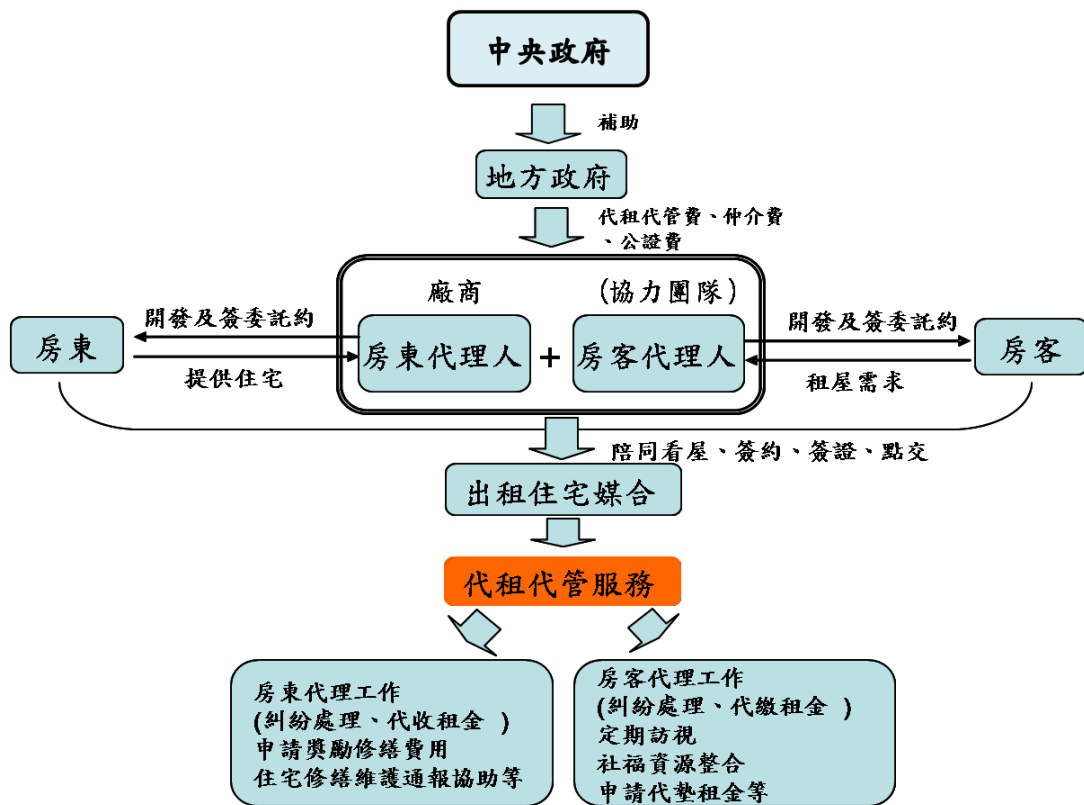 中央政府
補助
地方政府
代租代管費、仲介費
、公證費
廠商
(協力團隊)
開發及簽委託約
房東
提供住宅
房東代理人
+
房客代理人
開發及簽委託約
租屋需求
房客
陪同看屋、簽約、簽證、點交
出租住宅媒合
代租代管服務
房東代理工作
(糾紛處理、代收租金 )
申請獎勵修繕費用
住宅修繕維護通報協助等
房客代理工作
(糾紛處理、代繳租金 )
定期訪視
社福資源整合
申請代墊租金等